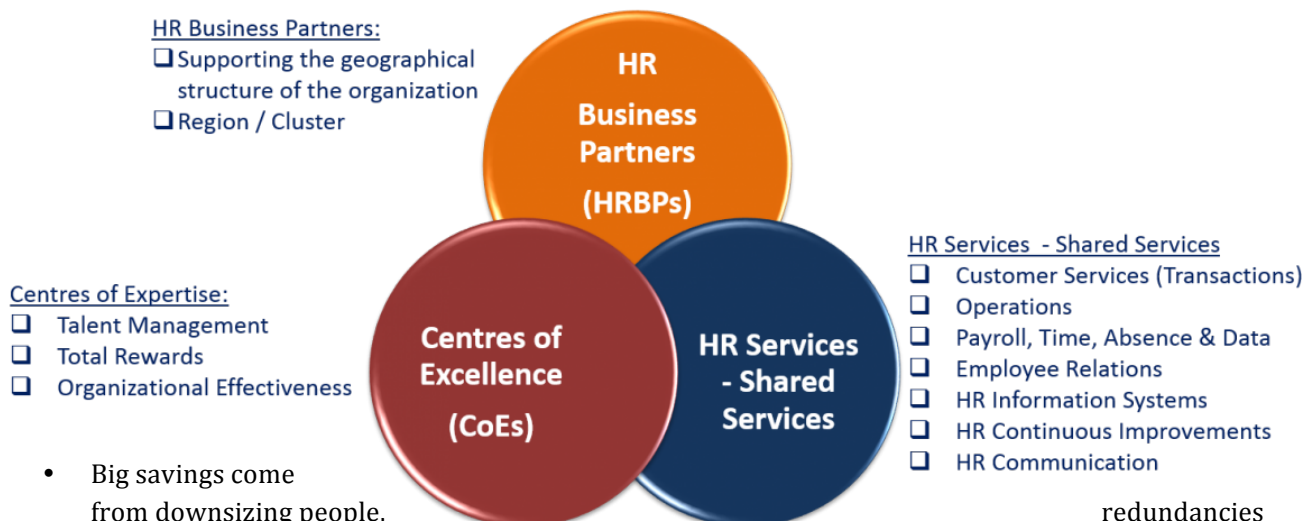 HR Business Partners:
❑ Supporting the geographical
structure of the organization
❑ Region / Cluster
HR
Business
Partners
(HRBPs)
Centres of Expertise:
❑ Talent Management
❑ Total Rewards
❑ Organizational Effectiveness
Centres of
Excellence
(CoEs)
HR Services
- Shared
Services
HR Services - Shared Services
❑ Customer Services (Transactions)
❑ Operations
❑ Payroll, Time, Absence & Data
❑ Employee Relations
❑ HR Information Systems
❑ HR Continuous Improvements
❑ HR Communication
• Big savings come
from downsizing people, redundancies